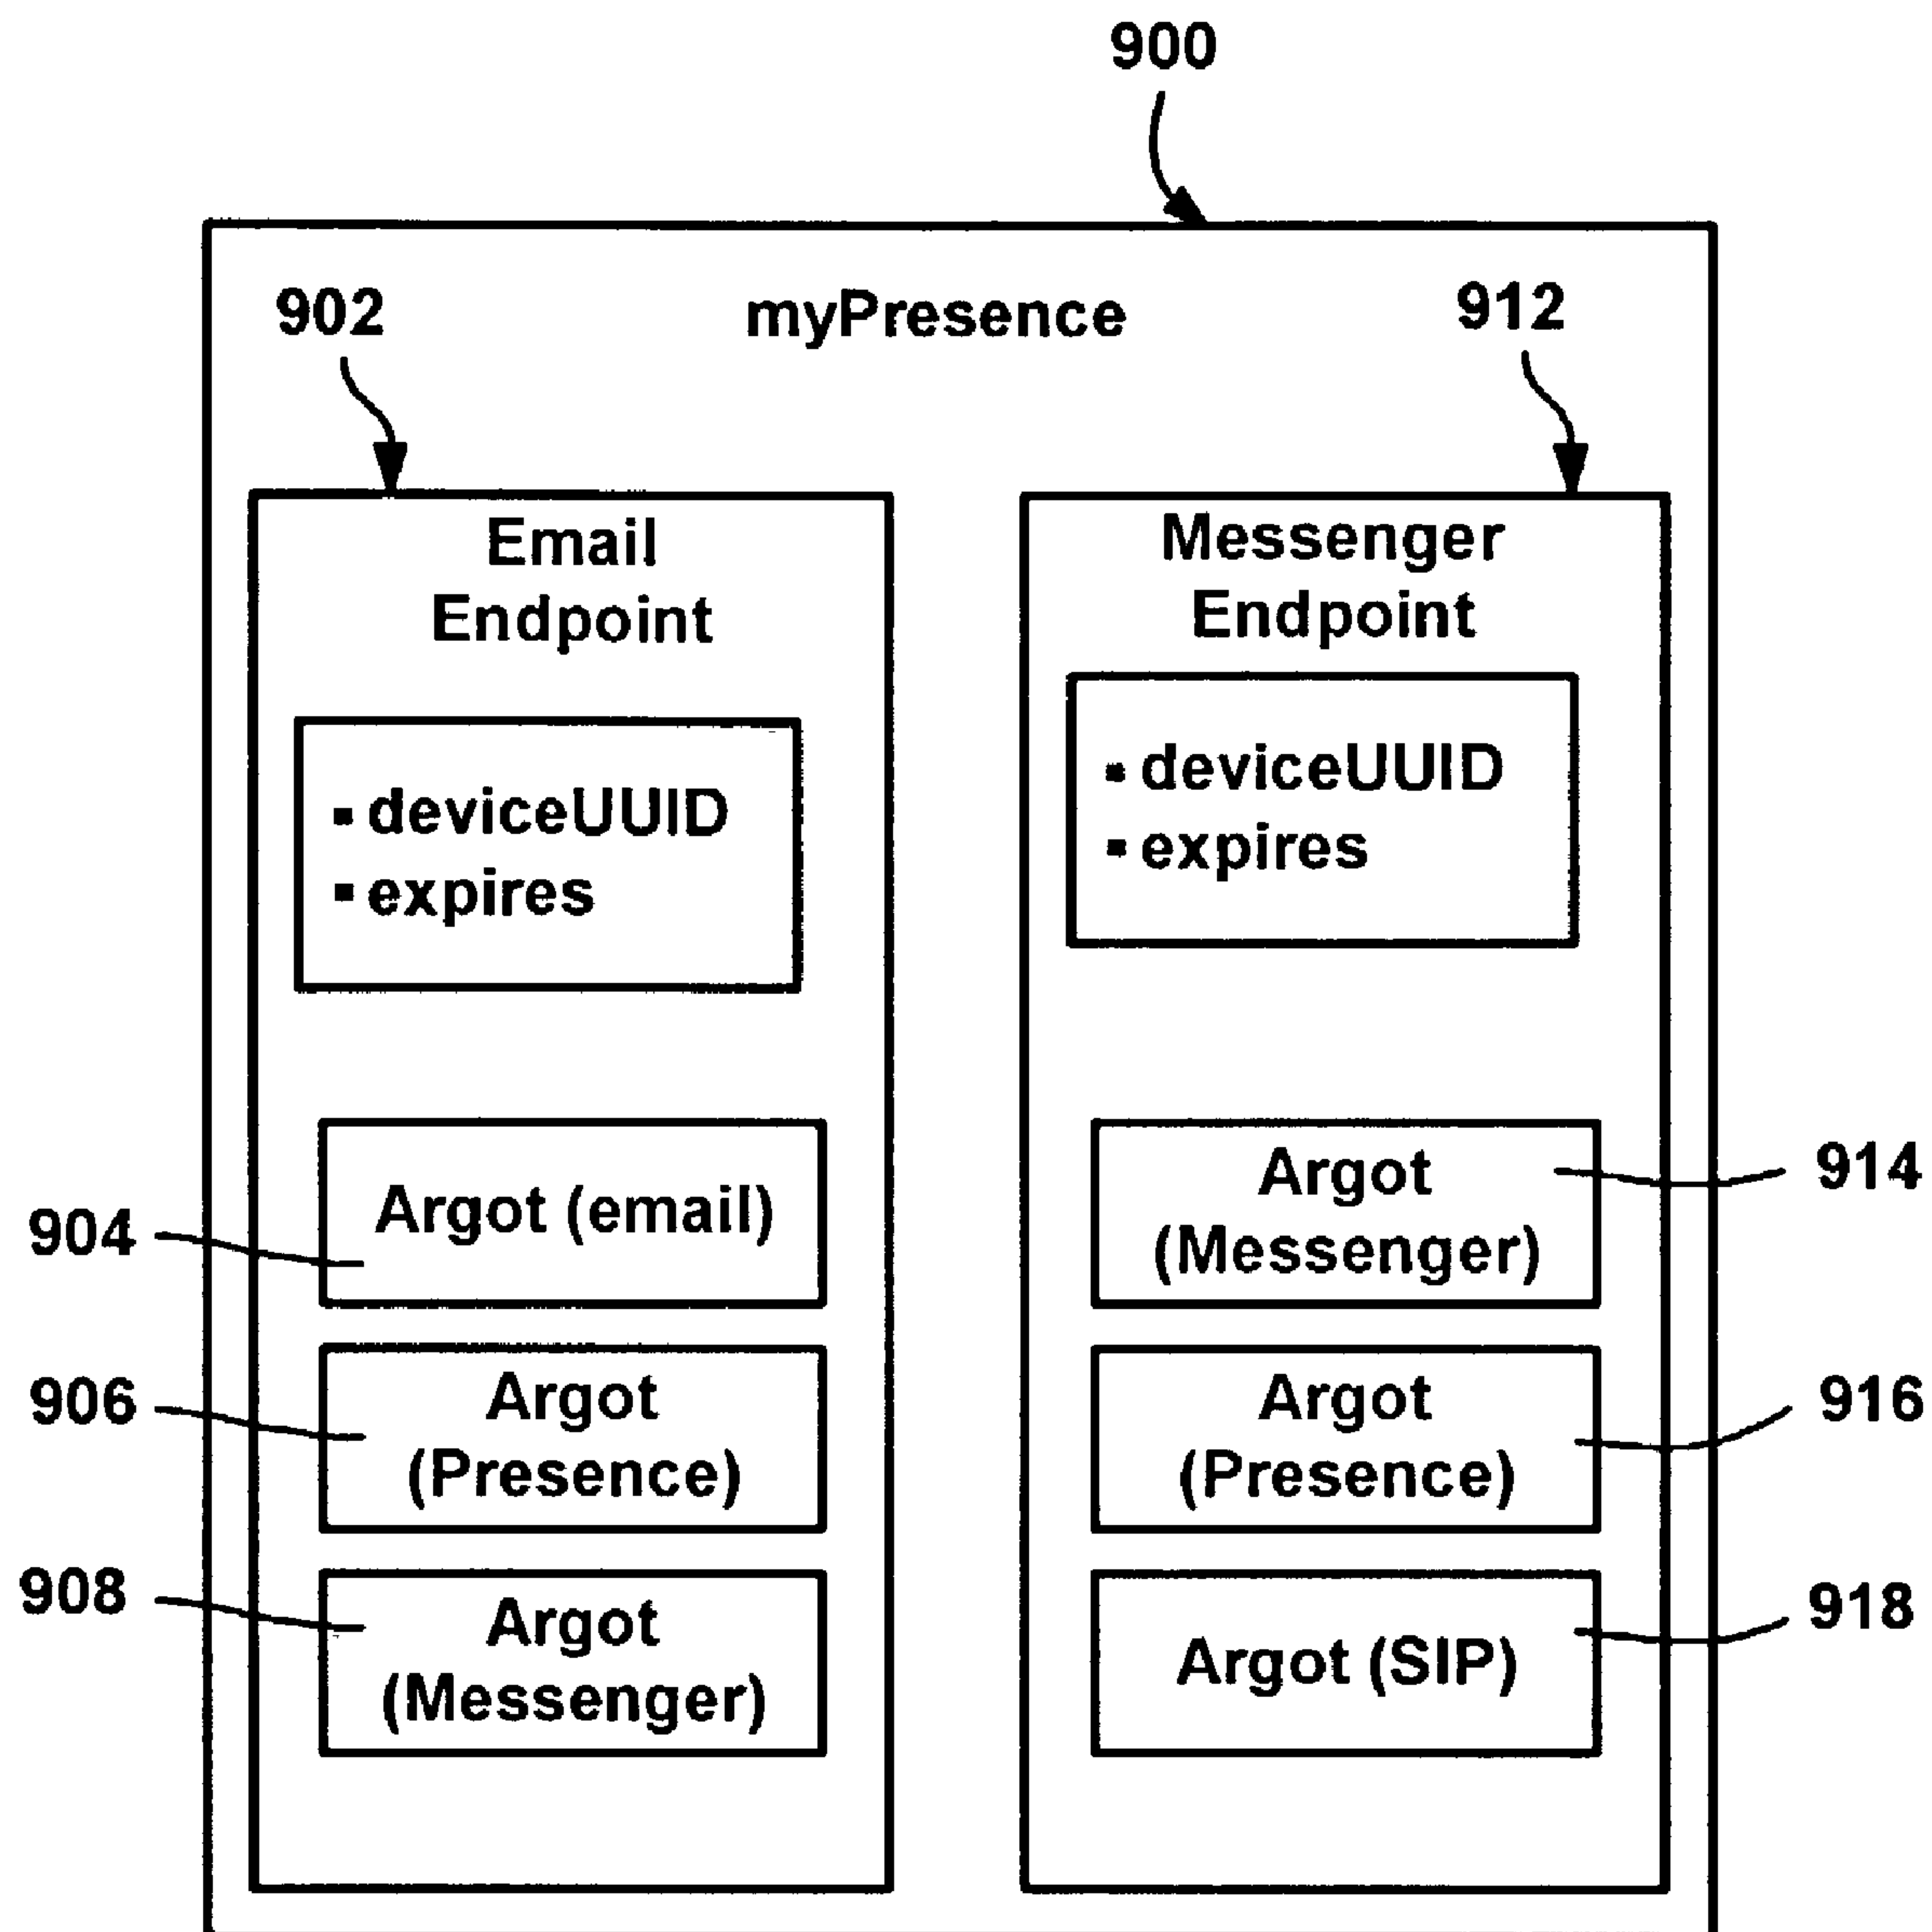 900
902
myPresence
912
Email
Endpoint
▪ deviceUUID
▪ expires
904
Argot (email)
906
Argot
(Presence)
908
Argot
(Messenger)
Messenger
Endpoint
▪ deviceUUID
▪ expires
Argot
(Messenger)
914
Argot
(Presence)
916
Argot (SIP)
918